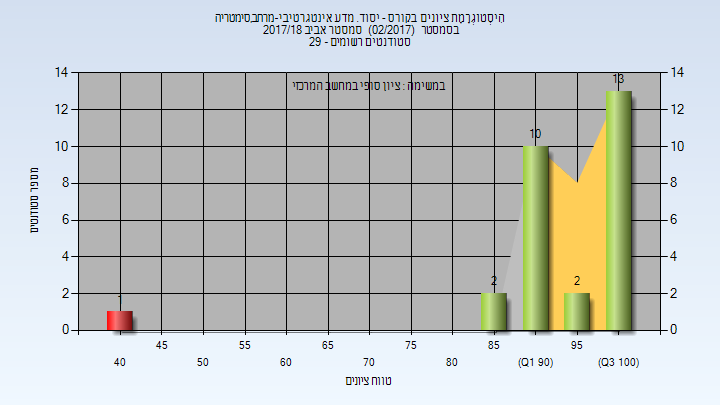 היסטוגרמת ציונים בקורס - יסוד. מדע אינטגרטיבי-מרחב,סימטריה
בסמסטר (02/2017) סמסטר אביב 2017/18
סטודנטים רשומים - 29
במשימה : ציון סופי במחשב המרכזי
מספר סטודנטים
14 14
12 12
10 10
8 8
6 6
4 4
2 2
0 0
1
2
10
2
13
45 55 65 75 85 95
40 50 60 70 80 (Q1 90) (Q3 100)
טווח ציונים